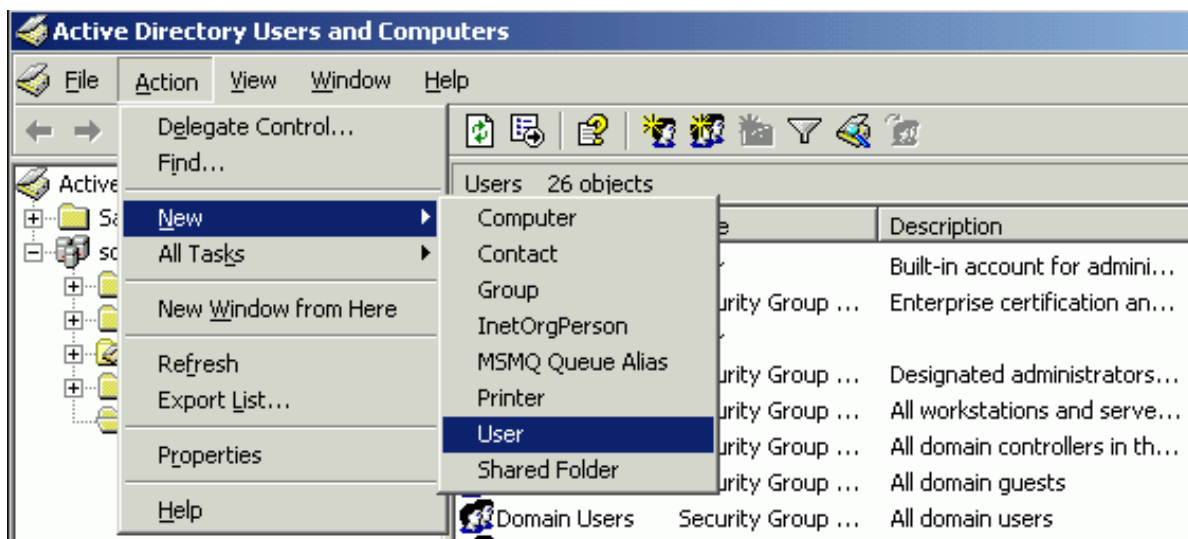 Active Directory Users and Computers
File Action View Window Help
Delegate Control...
Find...
Active
Users 26 objects
New
Computer
Description
All Tasks
Contact
Built-in account for admini...
Group
urity Group ... Enterprise certification an...
New Window from Here
InetOrgPerson
Refresh
MSMQ Queue Alias
urity Group ... Designated administrators...
Export List...
Printer
urity Group ... All workstations and serve...
User
urity Group ... All domain controllers in th...
Properties
Shared Folder
urity Group ... All domain guests
Help
Domain Users Security Group ... All domain users